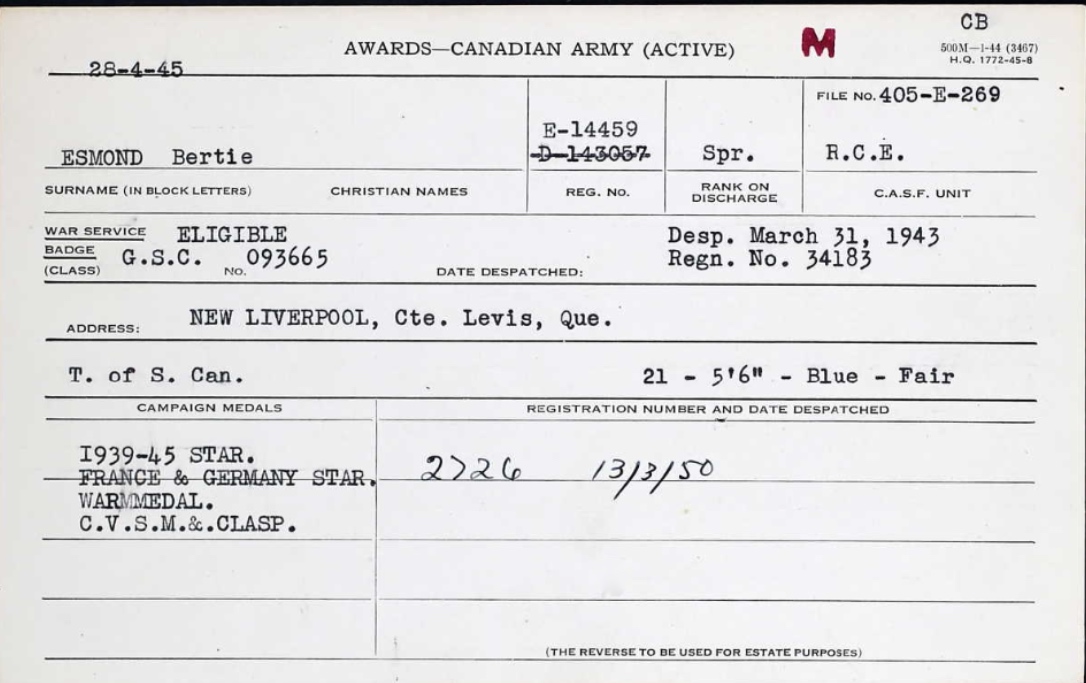 CB
AWARDS—CANADIAN ARMY (ACTIVE)
M
500M—1-44 (3467)
H.Q. 1772-45-8
28-4-45
FILE NO. 405-E-269
E-14459
ESMOND Bertie D-143057 Spr. R.C.E.
SURNAME (IN BLOCK LETTERS) CHRISTIAN NAMES REG. NO. RANK ON DISCHARGE C.A.S.F. UNIT
WAR SERVICE ELIGIBLE Desp. March 31, 1943
BADGE G.S.C. 093665 Regn. No. 34183
(CLASS) NO. DATE DESPATCHED:
ADDRESS: NEW LIVERPOOL, Cte. Levis, Que.
T. of S. Can. 21 - 5'6" - Blue - Fair
CAMPAIGN MEDALS REGISTRATION NUMBER AND DATE DESPATCHED
1939-45 STAR.
FRANCE & GERMANY STAR. 2726 13/3/50
WARMMEDAL.
C.V.S.M.&.CLASP.
(THE REVERSE TO BE USED FOR ESTATE PURPOSES)